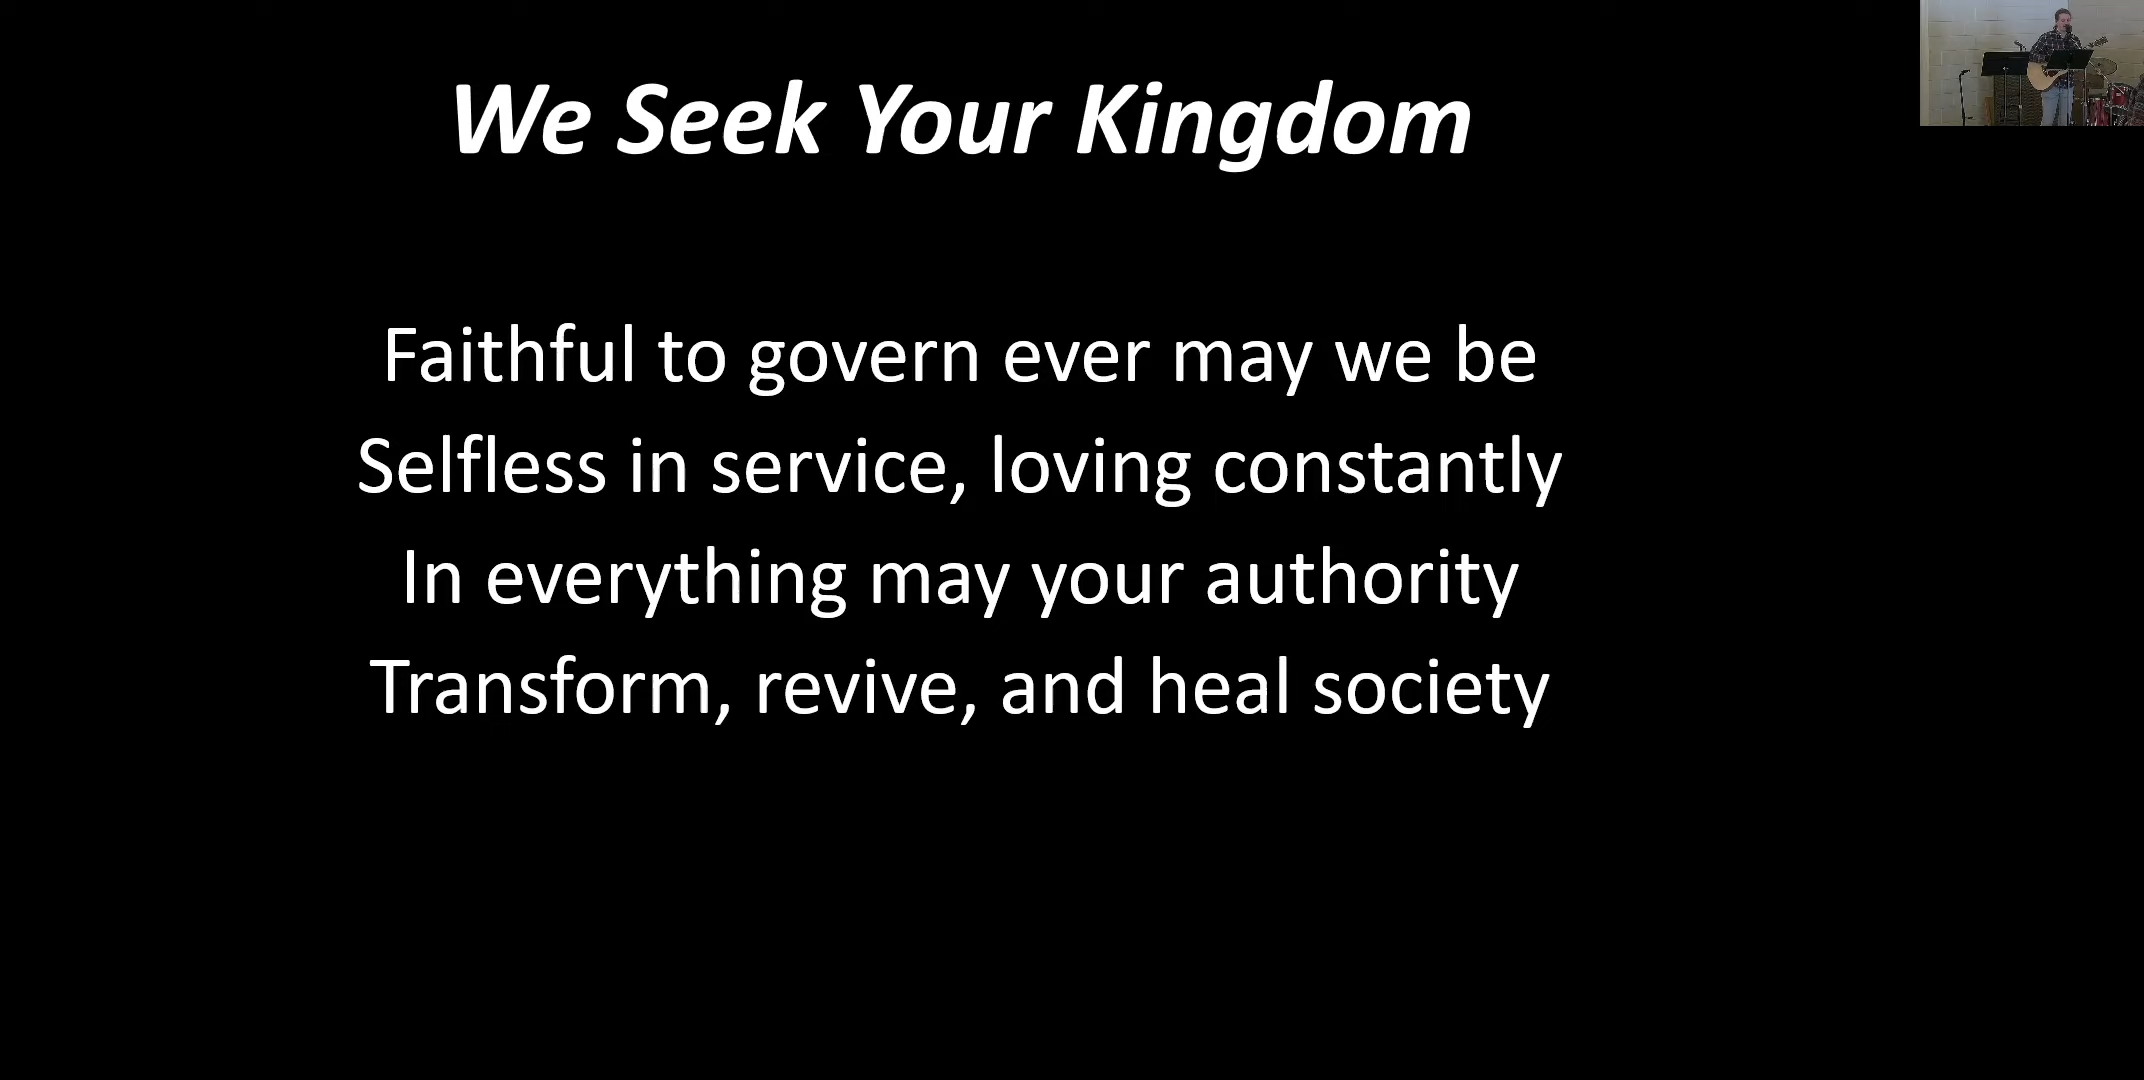 We Seek Your Kingdom
Faithful to govern ever may we be
Selfless in service, loving constantly
In everything may your authority
Transform, revive, and heal society